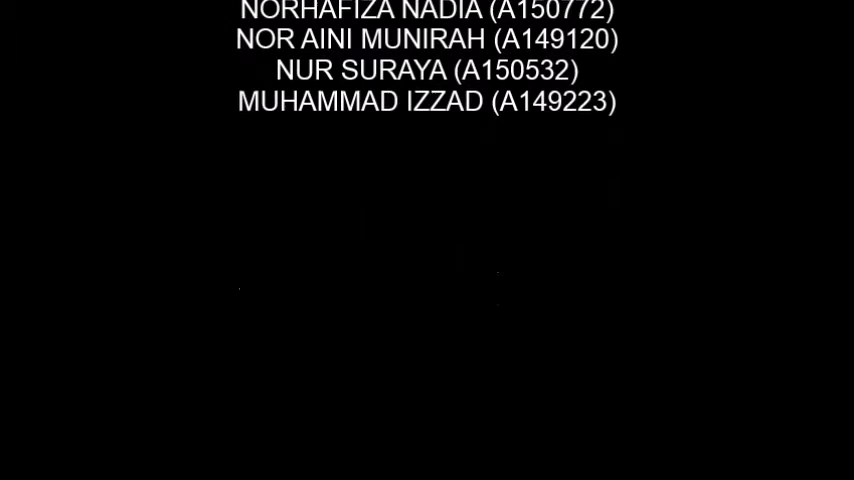 NORHAFIZA NADIA (A150772)
NOR AINI MUNIRAH (A149120)
NUR SURAYA (A150532)
MUHAMMAD IZZAD (A149223)